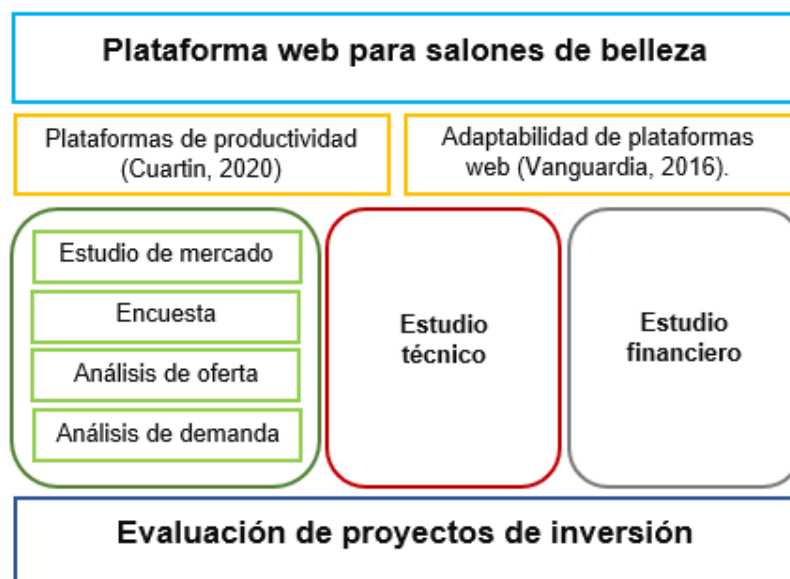 Plataforma web para salones de belleza
Plataformas de productividad
(Cuartin, 2020)
Adaptabilidad de plataformas
web (Vanguardia, 2016).
Estudio de mercado
Encuesta
Análisis de oferta
Análisis de demanda
Estudio
técnico
Estudio
financiero
Evaluación de proyectos de inversión